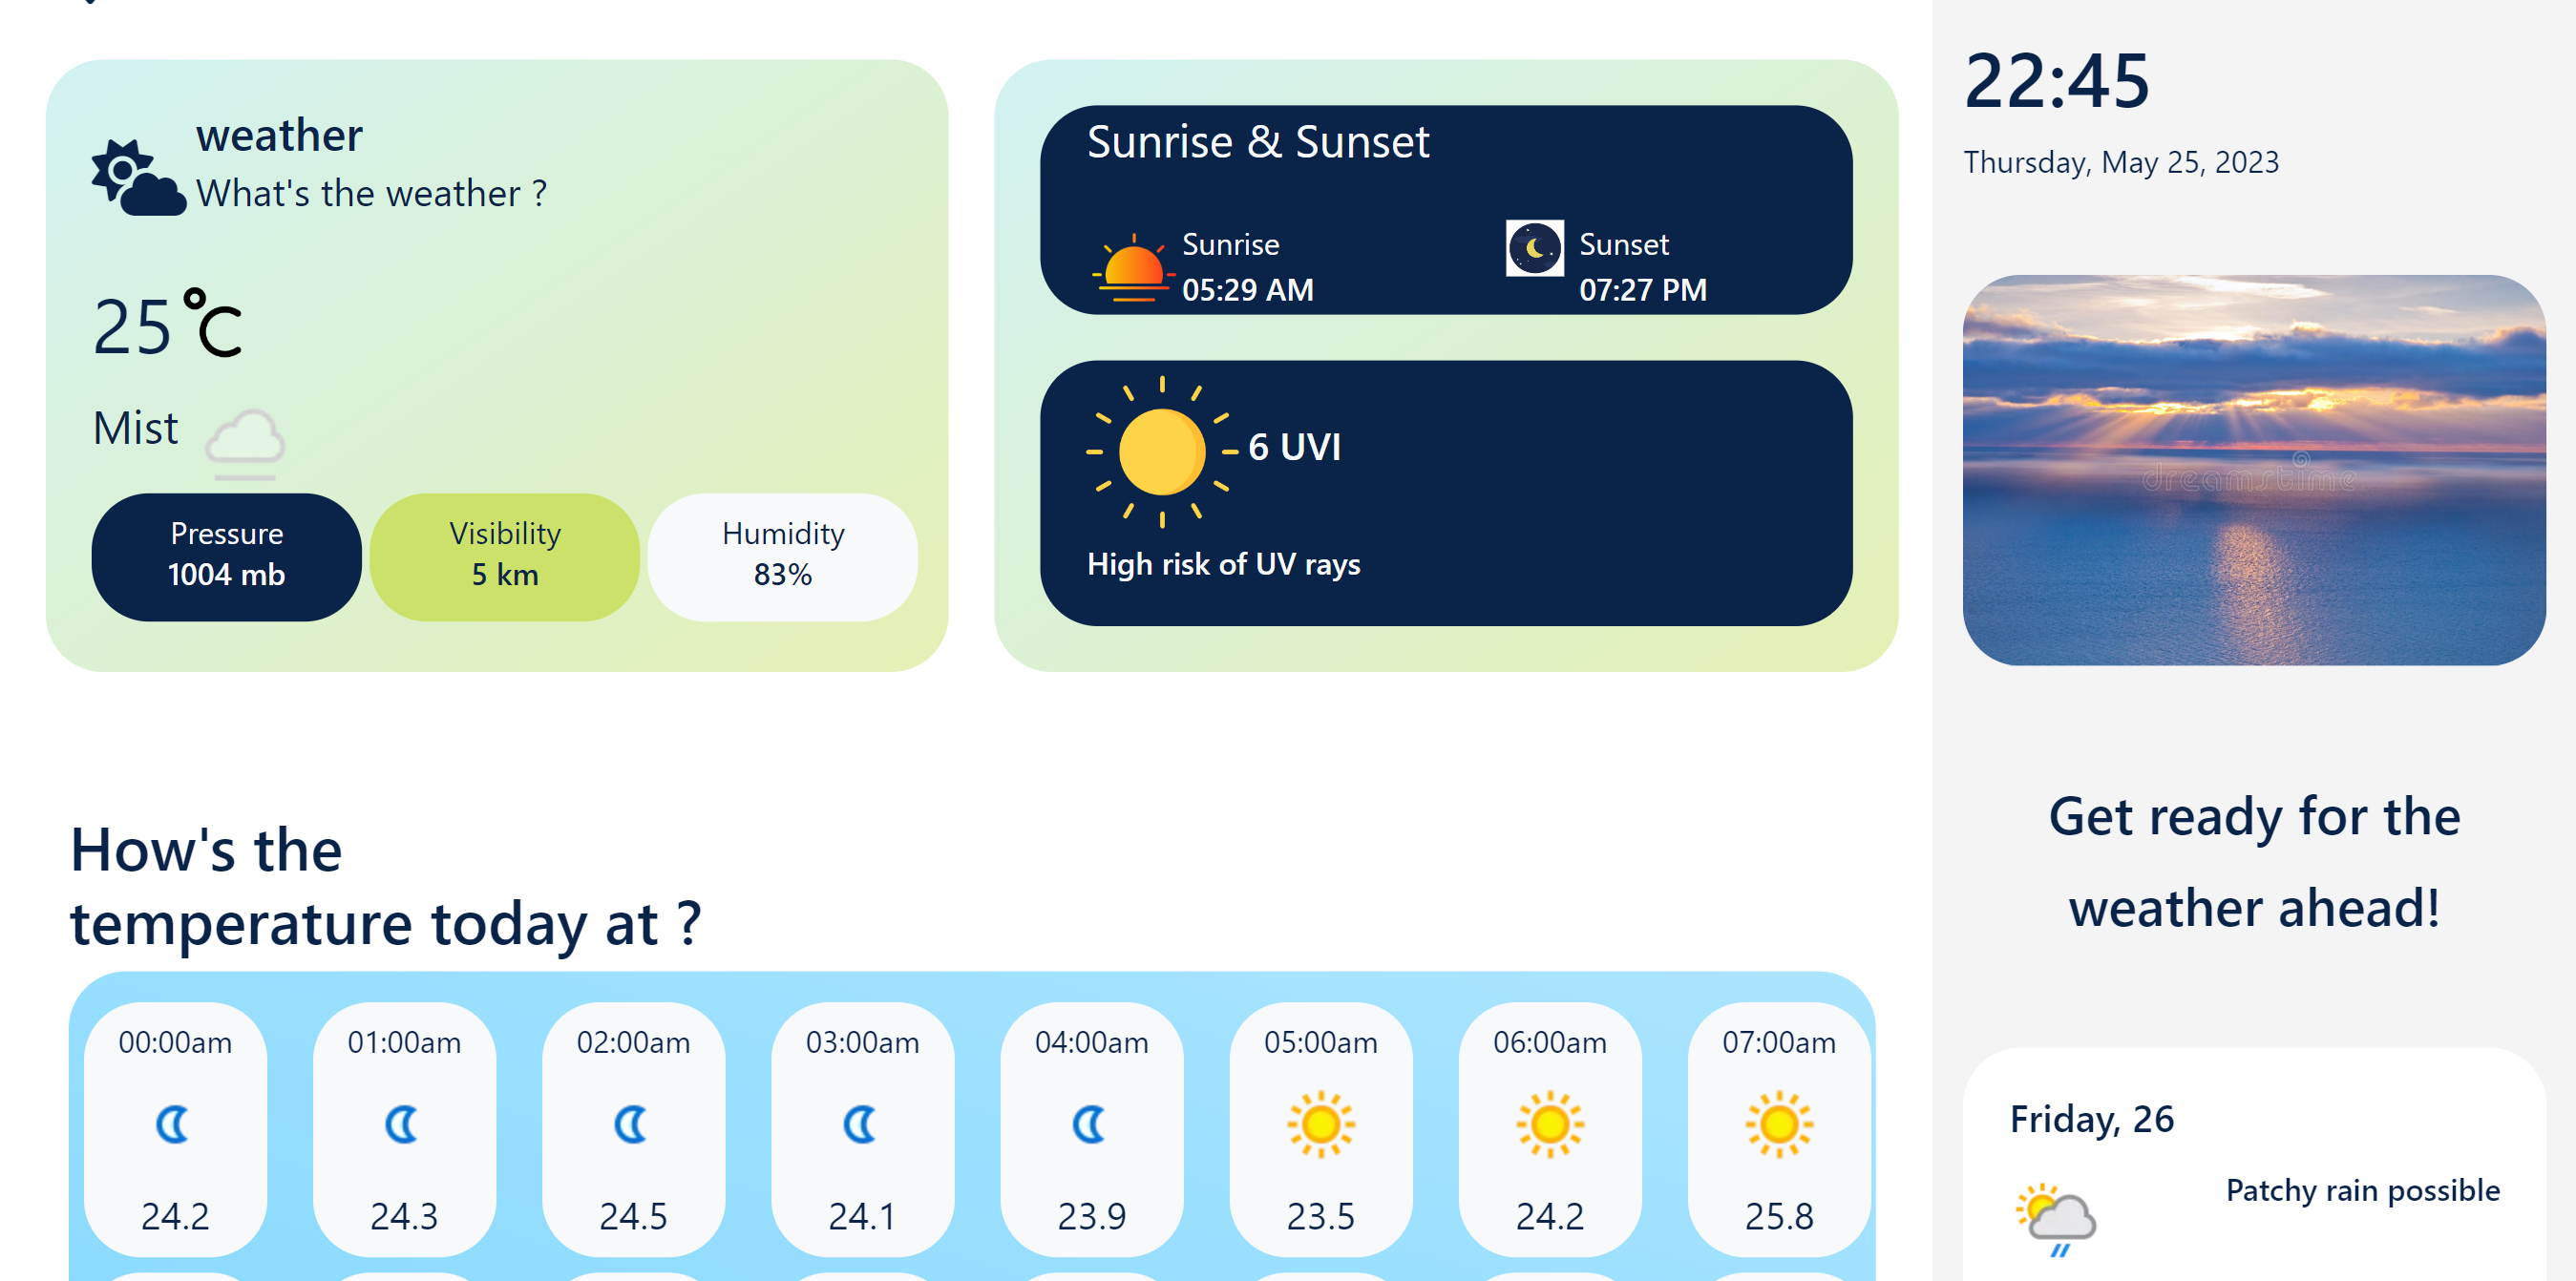 weather
What's the weather ?
25°C
Mist
Pressure
1004 mb
Visibility
5 km
Humidity
83%
Sunrise & Sunset
Sunrise
05:29 AM
Sunset
07:27 PM
6 UVI
High risk of UV rays
How's the
temperature today at ?
00:00am
24.2
01:00am
24.3
02:00am
24.5
03:00am
24.1
04:00am
23.9
05:00am
23.5
06:00am
24.2
07:00am
25.8
22:45
Thursday, May 25, 2023
dreamstime
Get ready for the
weather ahead!
Friday, 26
Patchy rain possible